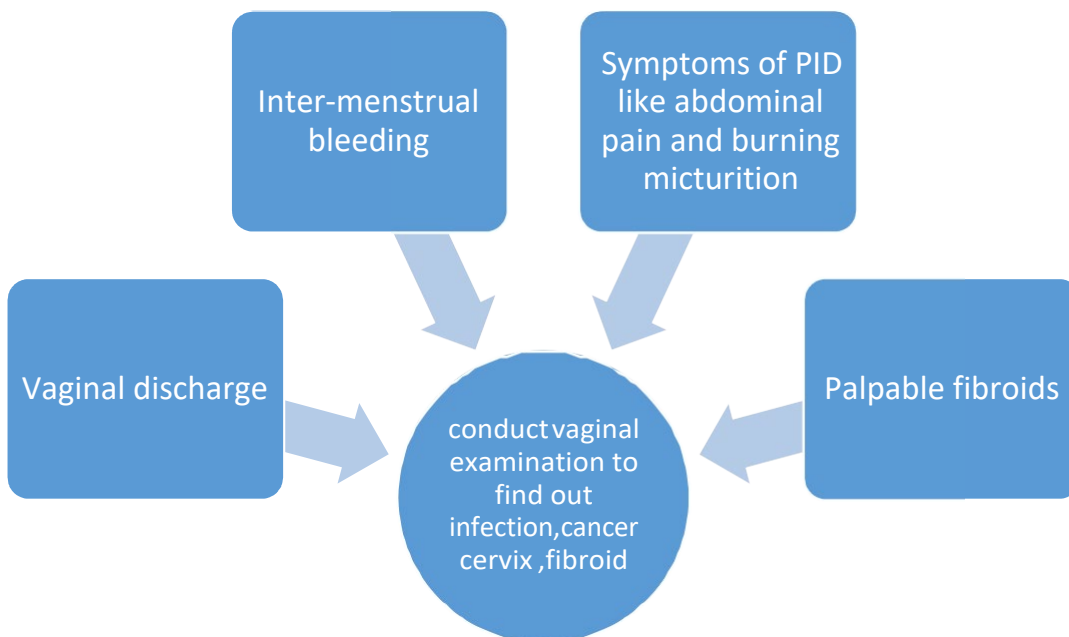 Inter-menstrual
bleeding
Symptoms of PID
like abdominal
pain and burning
micturition
Vaginal discharge
Palpable fibroids
conduct vaginal
examination to
find out
infection,cancer
cervix ,fibroid